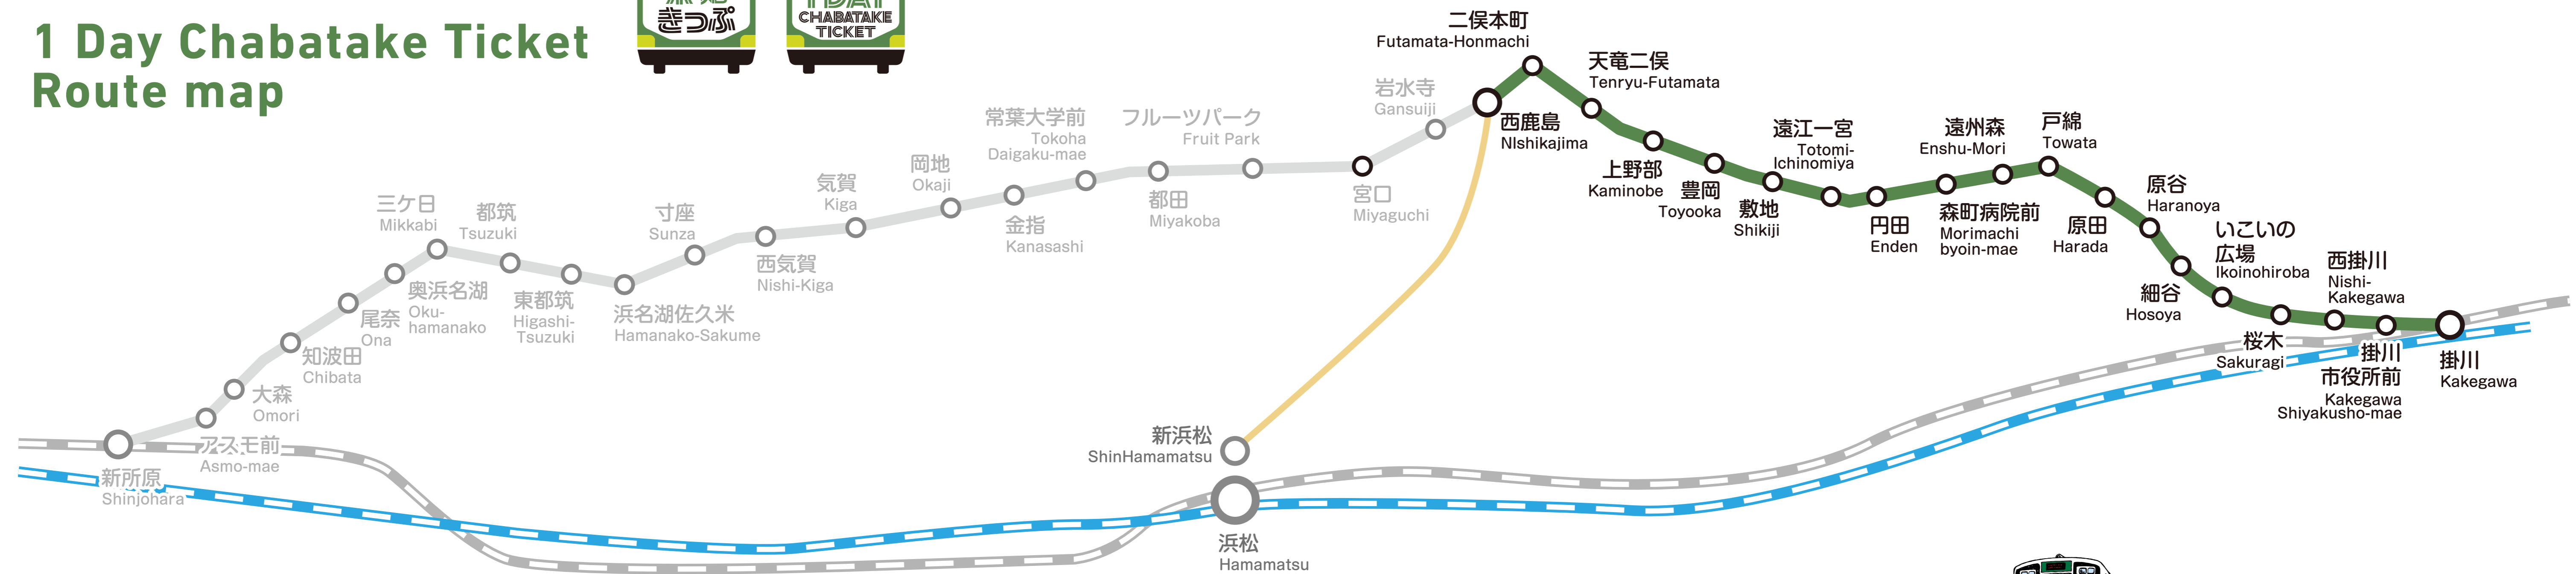 1 Day Chabatake Ticket
Route map
きっぷ
1DAY
CHABATAKE
TICKET
二俣本町
Futamata-Honmachi
天竜二俣
Tenryu-Futamata
岩水寺
Gansuiji
西鹿島
NIshikajima
常葉大学前
Tokoha
Daigaku-mae
フルーツパーク
Fruit Park
宮口
Miyaguchi
都田
Miyakoba
岡地
Okaji
金指
Kanasashi
気賀
Kiga
西気賀
Nishi-Kiga
寸座
Sunza
浜名湖佐久米
Hamanako-Sakume
東都筑
Higashi-
Tsuzuki
都筑
Tsuzuki
三ケ日
Mikkabi
奥浜名湖
Oku-
hamanako
尾奈
Ona
知波田
Chibata
大森
Omori
アスモ前
Asmo-mae
新所原
Shinjohara
上野部
Kaminobe
豊岡
Toyooka
敷地
Shikiji
遠江一宮
Totomi-
Ichinomiya
円田
Enden
遠州森
Enshu-Mori
森町病院前
Morimachi
byoin-mae
戸綿
Towata
原田
Harada
原谷
Haranoya
細谷
Hosoya
いこいの
広場
Ikoinohiroba
桜木
Sakuragi
西掛川
Nishi-
Kakegawa
掛川
市役所前
Kakegawa
Shiyakusho-mae
掛川
Kakegawa
新浜松
ShinHamamatsu
浜松
Hamamatsu